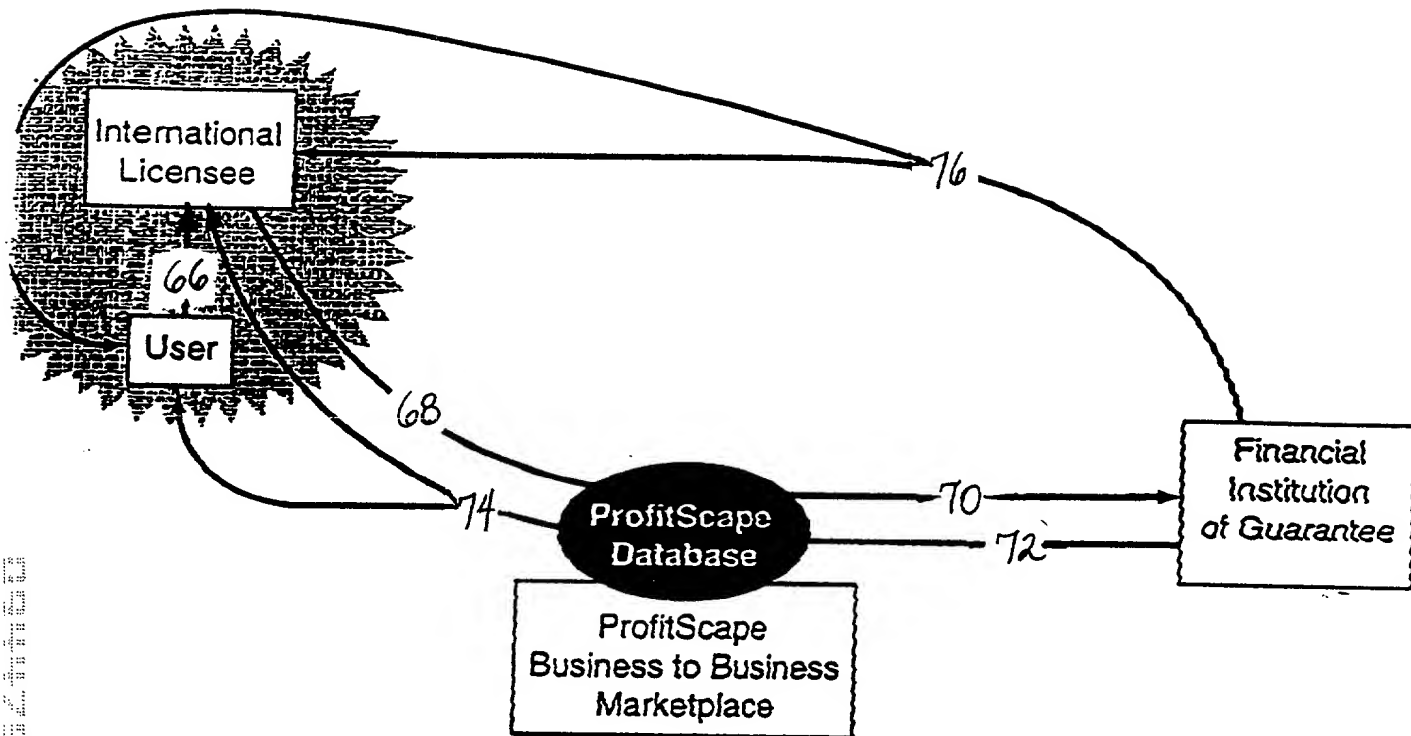 International
Licensee
76
66
User
68
Financial
Institution
of Guarantee
70
74
ProfitScape
Database
72
ProfitScape
Business to Business
Marketplace